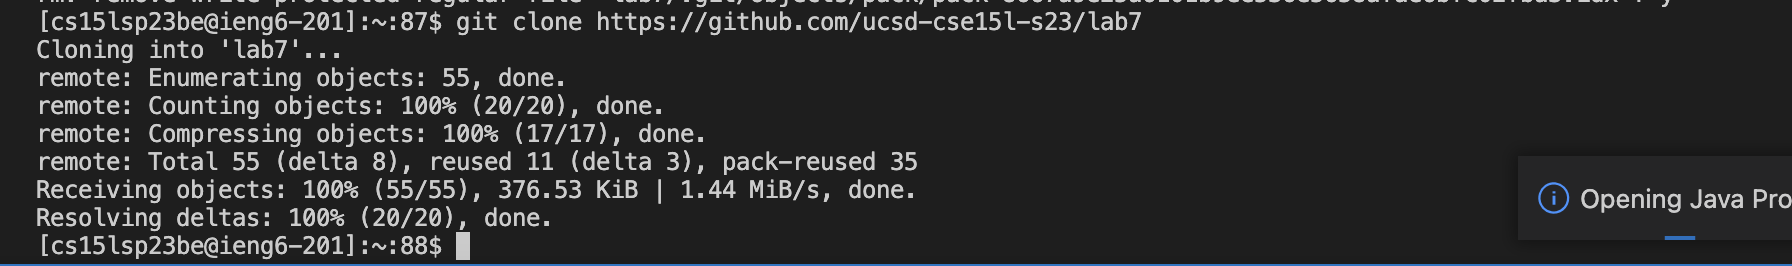 [cs15lsp23be@ieng6-201]:~:87$ git clone https://github.com/ucsd-cse15l-s23/lab7
Cloning into 'lab7'...
remote: Enumerating objects: 55, done.
remote: Counting objects: 100% (20/20), done.
remote: Compressing objects: 100% (17/17), done.
remote: Total 55 (delta 8), reused 11 (delta 3), pack-reused 35
Receiving objects: 100% (55/55), 376.53 KiB | 1.44 MiB/s, done.
Resolving deltas: 100% (20/20), done.
[cs15lsp23be@ieng6-201]:~:88$
Opening Java Pro